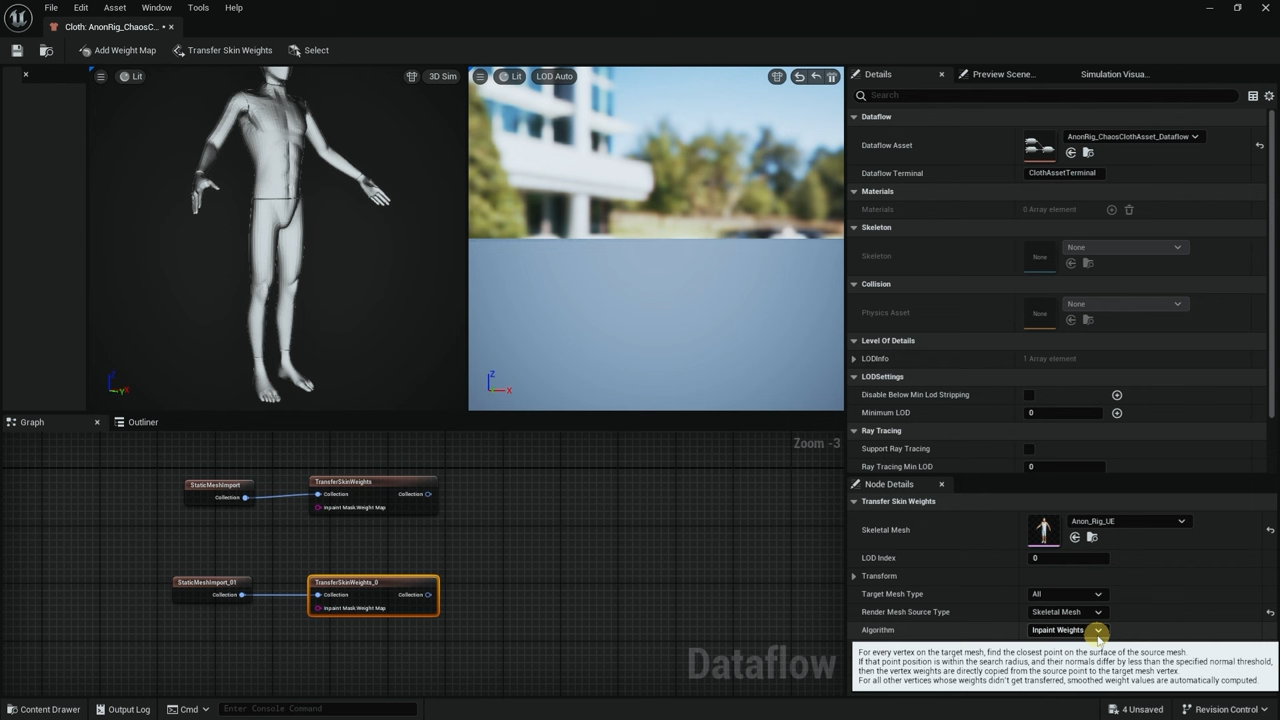 File Edit Asset Window Tools Help
Cloth: AnonRig_ChaosC... •
Add Weight Map Transfer Skin Weights Select
Lit 3D Sim Lit LOD Auto Details Preview Scene... Simulation Visua...
Search
Dataflow
Dataflow Asset AnonRig_ChaosClothAsset_Dataflow
Dataflow Terminal ClothAssetTerminal
Materials
Materials 0 Array element
Skeleton
Skeleton None None
Collision
Physics Asset None None
Level Of Details
LODInfo 1 Array element
LODSettings
Disable Below Min Lod Stripping
Minimum LOD 0
Ray Tracing
Support Ray Tracing
Ray Tracing Min LOD 0
Z
Y X
Z
X
Graph Outliner
Zoom -3
StaticMeshImport
Collection
TransferSkinWeights
Collection Collection
Inpaint Mask Weight Map
StaticMeshImport_01
Collection
TransferSkinWeights_0
Collection Collection
Inpaint Mask Weight Map
Dataflow
Node Details
Transfer Skin Weights
Skeletal Mesh Anon_Rig_UE
LOD Index 0
Transform
Target Mesh Type All
Render Mesh Source Type Skeletal Mesh
Algorithm Inpaint Weights
For every vertex on the target mesh, find the closest point on the surface of the source mesh.
If that point position is within the search radius, and their normals differ by less than the specified normal threshold,
then the vertex weights are directly copied from the source point to the target mesh vertex.
For all other vertices whose weights didn't get transferred, smoothed weight values are automatically computed.
Content Drawer Output Log Cmd Enter Console Command 4 Unsaved Revision Control